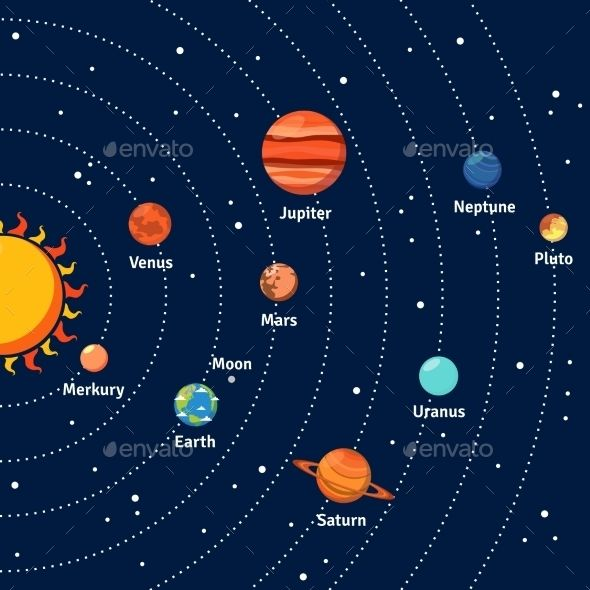 envato
envato
Jupiter
Neptune
Venus
Pluto
Mars
Moon
Merkury
Uranus
Earth
envato
envato
Saturn